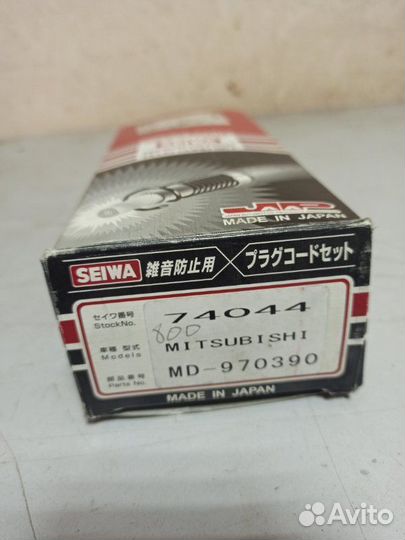 MADE IN JAPAN
SEIWA 雑音防止用 × プラグコードセット
セイワ番号 74044
StockNo.
800
車種 型式 MITSUBISHI
Models
部品番号 MD-970390
Parts No.
MADE IN JAPAN
Avito